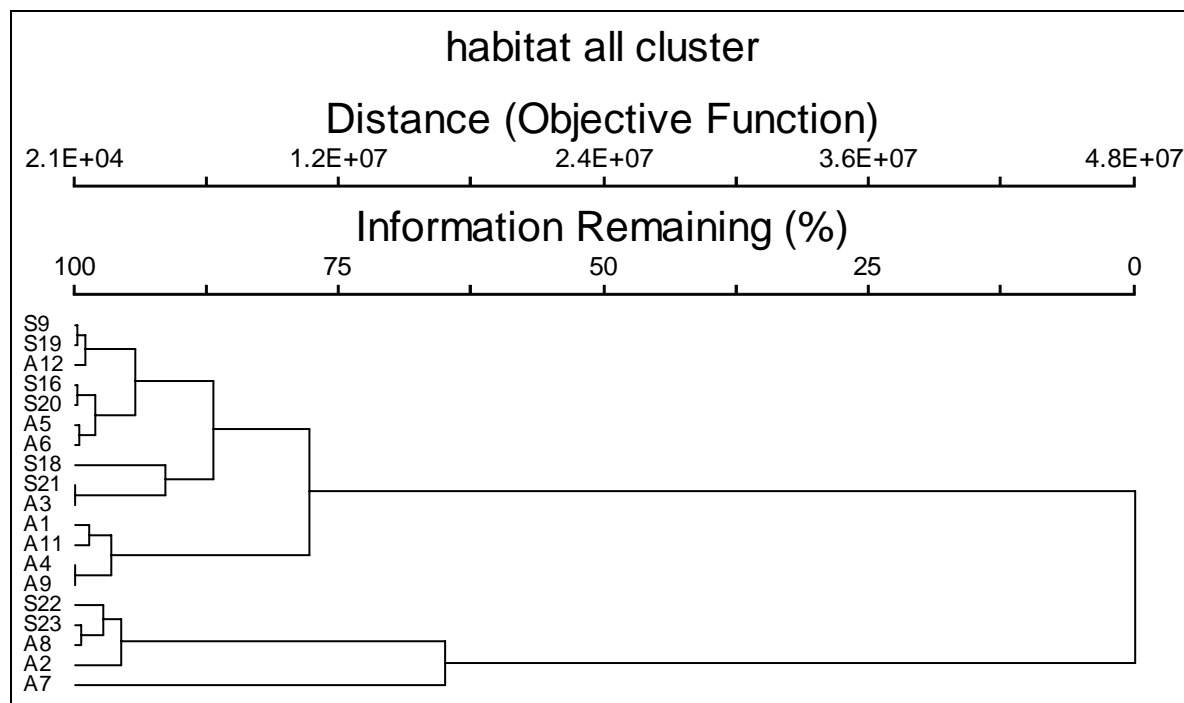 habitat all cluster
Distance (Objective Function)
2.1E+04 1.2E+07 2.4E+07 3.6E+07 4.8E+07
Information Remaining (%)
100 75 50 25 0
S9
S19
A12
S16
S20
A5
A6
S18
S21
A3
A1
A11
A4
A9
S22
S23
A8
A2
A7